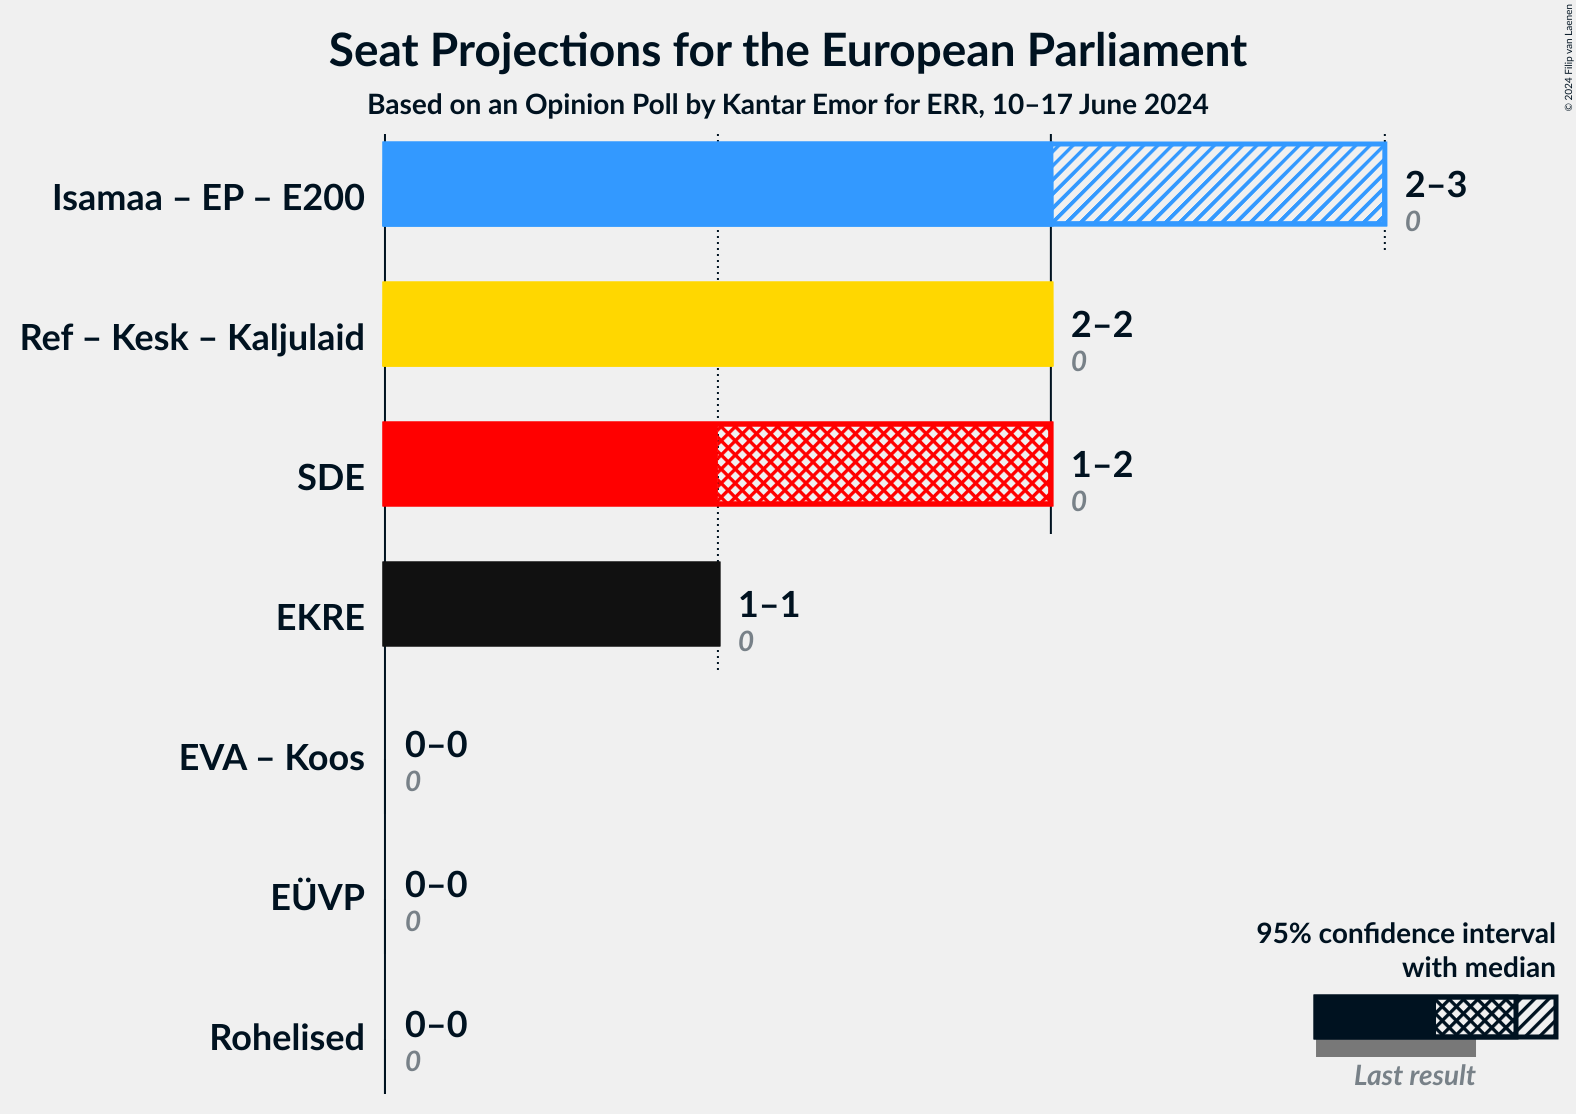 Seat Projections for the European Parliament
Based on an Opinion Poll by Kantar Emor for ERR, 10–17 June 2024
© 2024 Filip van Laenen
Isamaa – EP – E200
2–3
0
Ref – Kesk – Kaljulaid
2–2
0
SDE
1–2
0
EKRE
1–1
0
EVA – Koos
0–0
0
EÜVP
0–0
0
Rohelised
0–0
0
95% confidence interval
with median
Last result